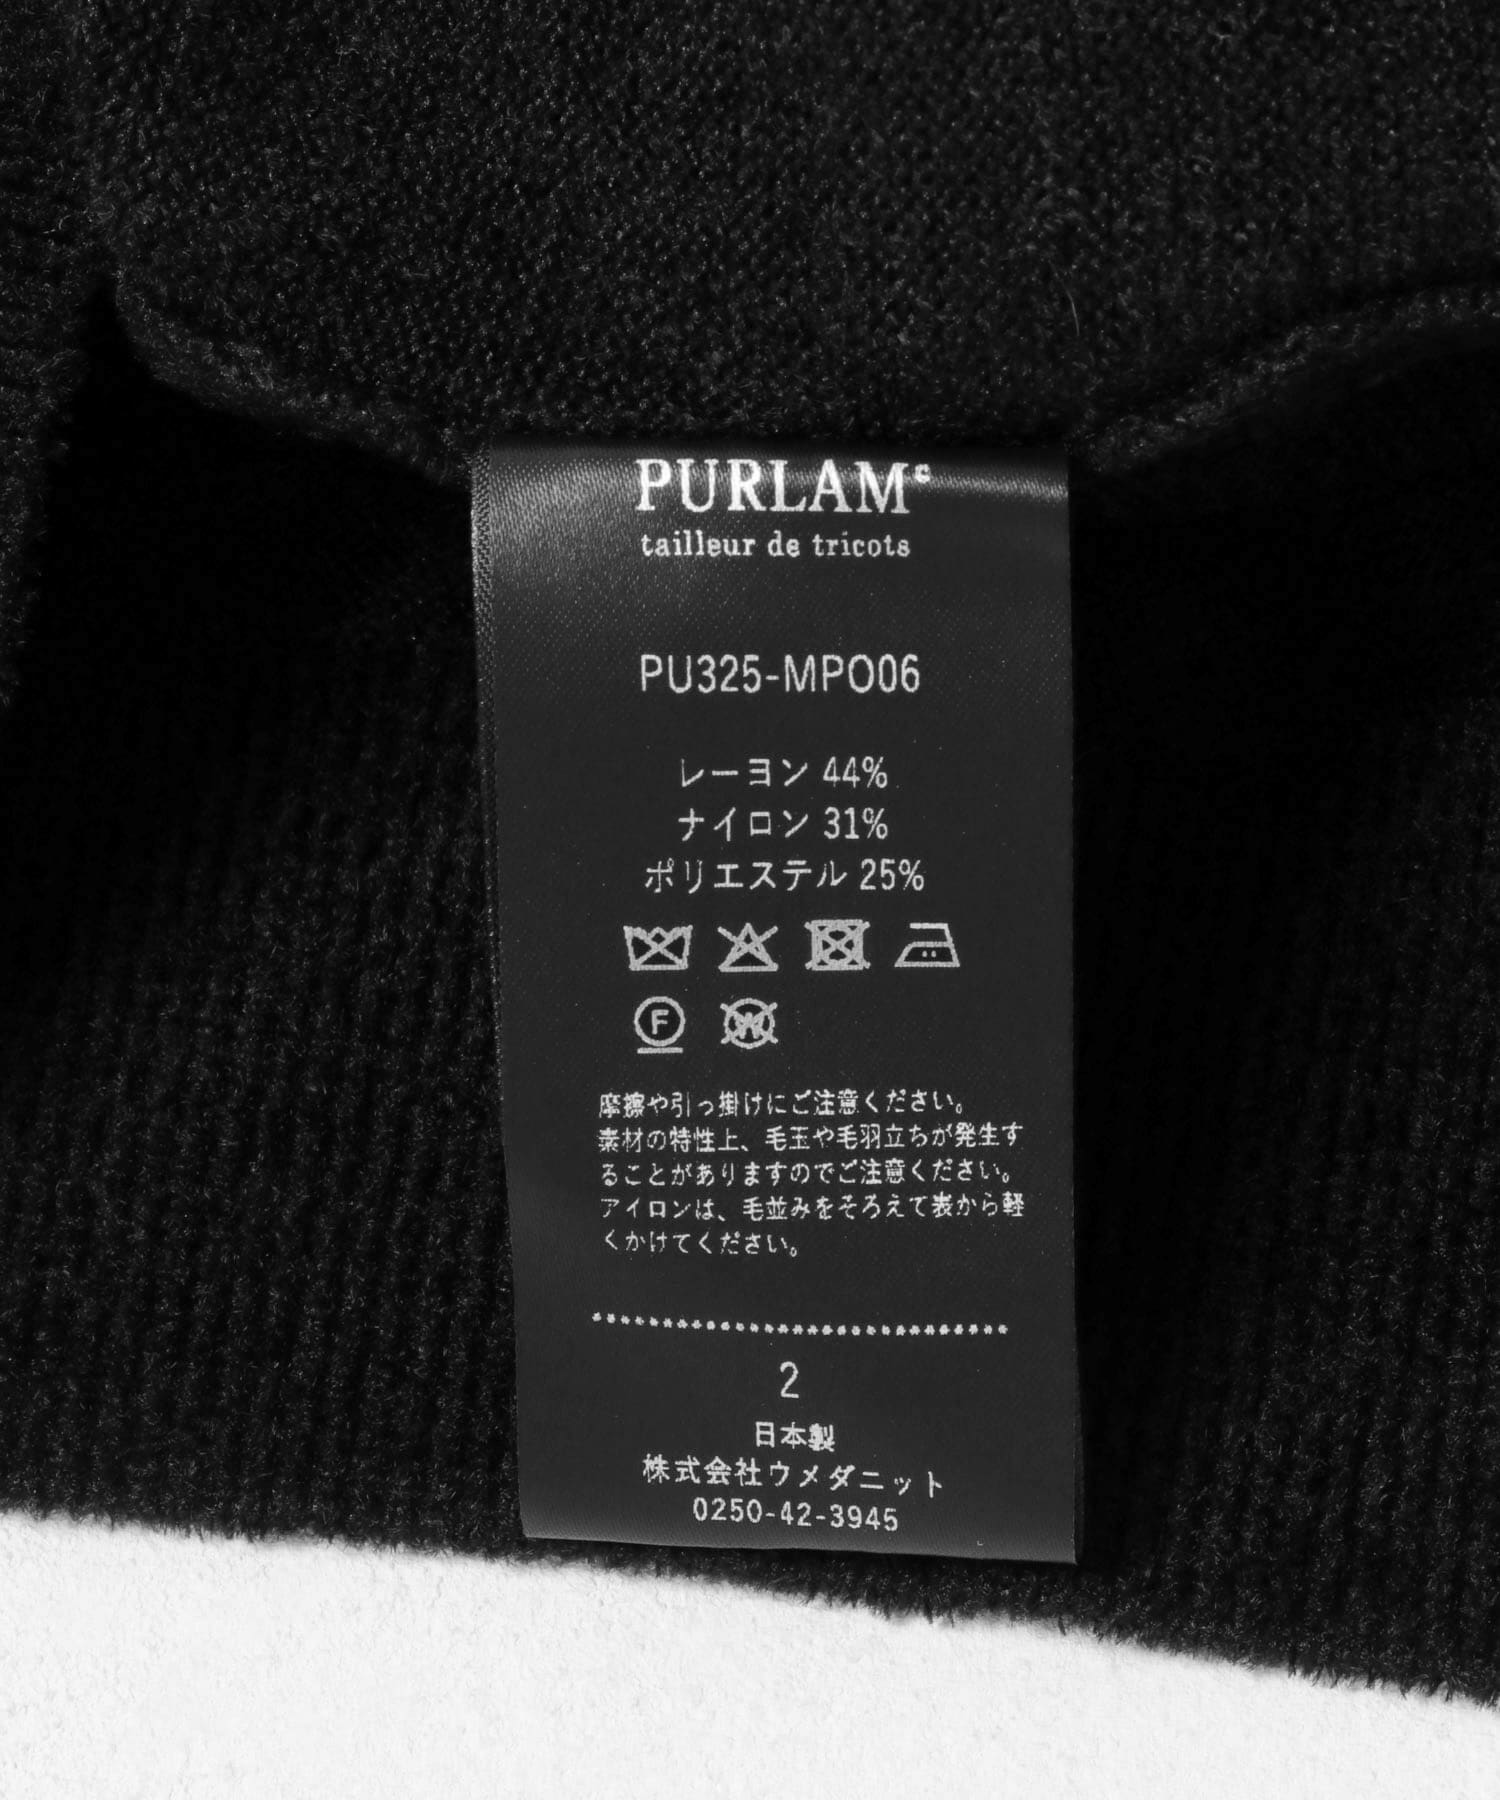 PURLAMᵉ
tailleur de tricots
PU325-MPO06
レーヨン 44%
ナイロン 31%
ポリエステル 25%
F
W
摩擦や引っ掛けにご注意ください。
素材の特性上、毛玉や毛羽立ちが発生す
ることがありますのでご注意ください。
アイロンは、毛並みをそろえて表から軽
くかけてください。
2
日本製
株式会社ウメダニット
0250-42-3945